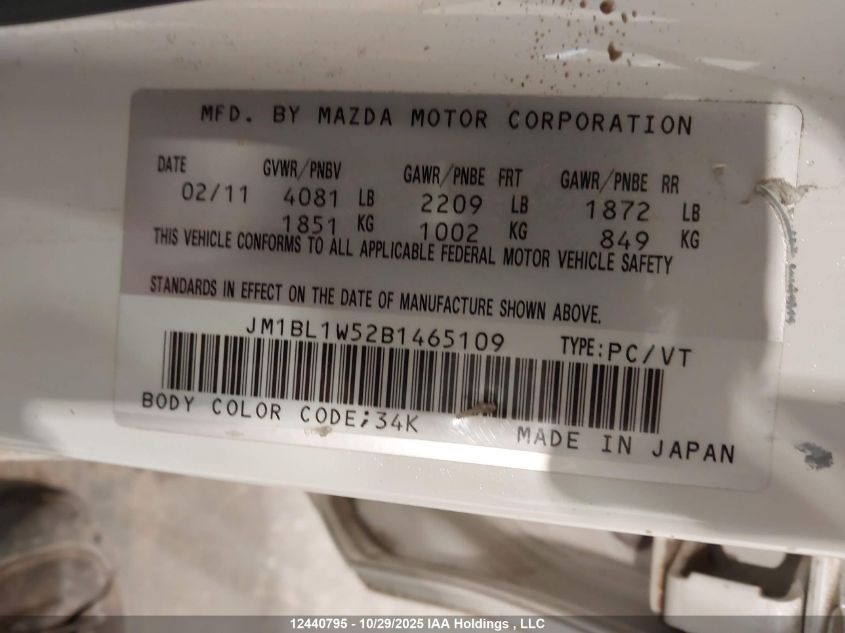 MFD. BY MAZDA MOTOR CORPORATION
DATE GVWR/PNBV GAWR/PNBE FRT GAWR/PNBE RR
02/11 4081 LB 2209 LB 1872 LB
1851 KG 1002 KG 849 KG
THIS VEHICLE CONFORMS TO ALL APPLICABLE FEDERAL MOTOR VEHICLE SAFETY
STANDARDS IN EFFECT ON THE DATE OF MANUFACTURE SHOWN ABOVE.
JM1BL1W52B1465109 TYPE:PC/VT
BODY COLOR CODE;34K MADE IN JAPAN
12440795 - 10/29/2025 IAA Holdings , LLC